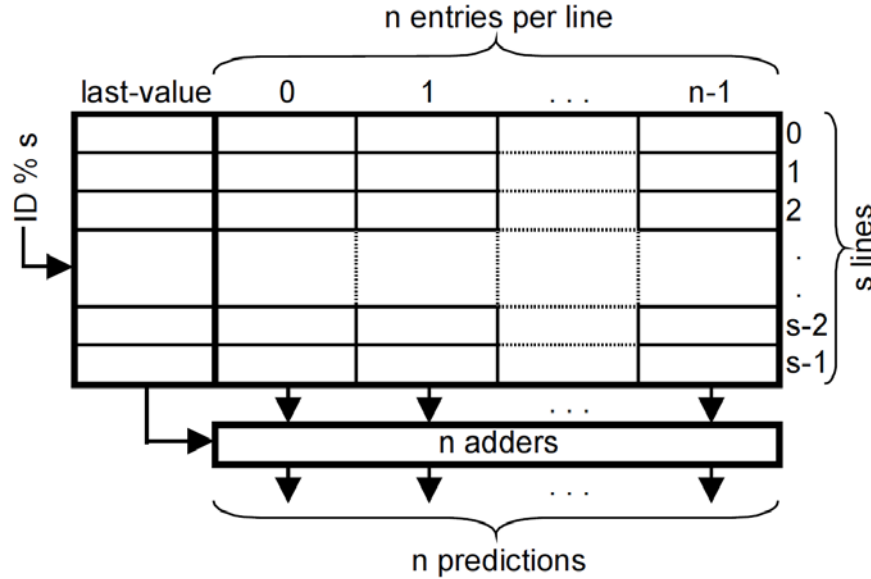 n entries per line
last-value 0 1 . . . n-1
ID % s
0
1
2
.
.
s-2
s-1
s lines
. . .
n adders
. . .
n predictions